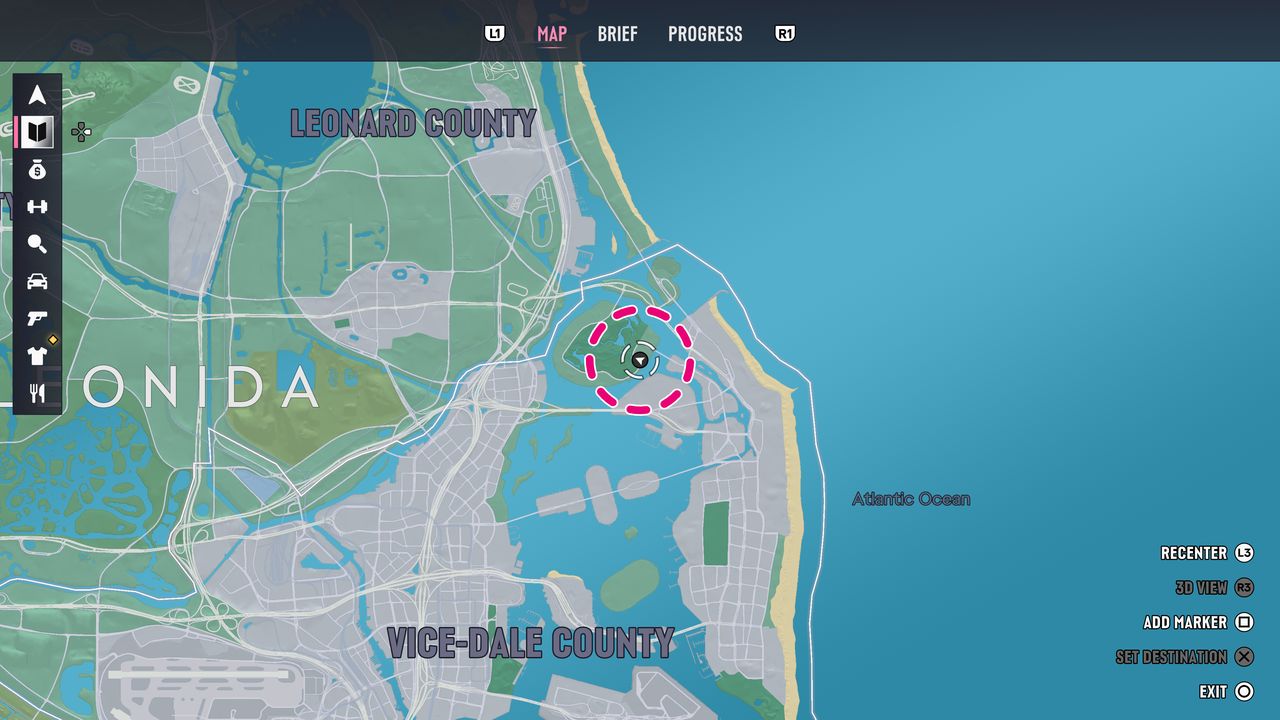 L1 MAP BRIEF PROGRESS R1
LEONARD COUNTY
ONIDA
Atlantic Ocean
RECENTER L3
3D VIEW R3
ADD MARKER
SET DESTINATION
VICE-DALE COUNTY
EXIT